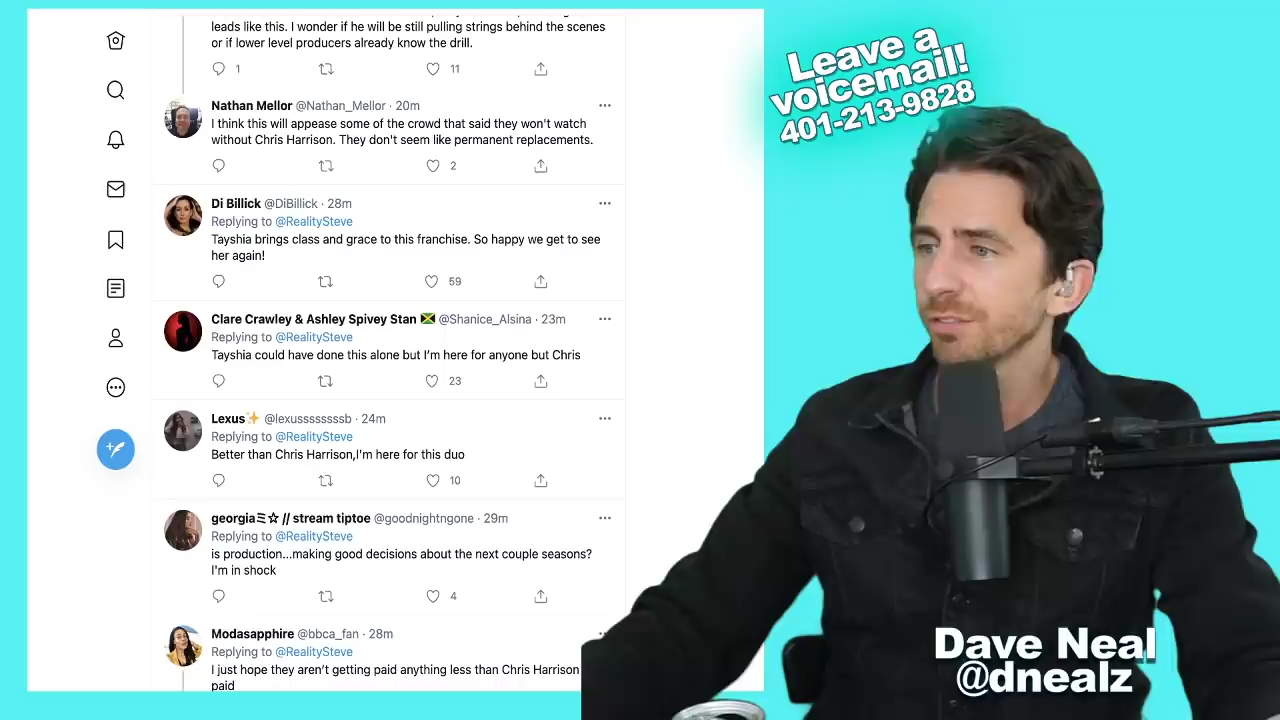 leads like this. I wonder if he will be still pulling strings behind the scenes
or if lower level producers already know the drill.
1
11
Nathan Mellor @Nathan_Mellor · 20m
I think this will appease some of the crowd that said they won't watch
without Chris Harrison. They don't seem like permanent replacements.
2
Di Billick @DiBillick · 28m
Replying to @RealitySteve
Tayshia brings class and grace to this franchise. So happy we get to see
her again!
59
Clare Crawley & Ashley Spivey Stan 🇯🇲 @Shanice_Alsina · 23m
Replying to @RealitySteve
Tayshia could have done this alone but I'm here for anyone but Chris
23
Lexus✨ @lexussssssssb · 24m
Replying to @RealitySteve
Better than Chris Harrison,I'm here for this duo
10
georgiaミ☆ // stream tiptoe @goodnightngone · 29m
Replying to @RealitySteve
is production...making good decisions about the next couple seasons?
I'm in shock
4
Modasapphire @bbca_fan · 28m
Replying to @RealitySteve
I just hope they aren't getting paid anything less than Chris Harrison
paid
Leave a
voicemail!
401-213-9828
Dave Neal
@dnealz